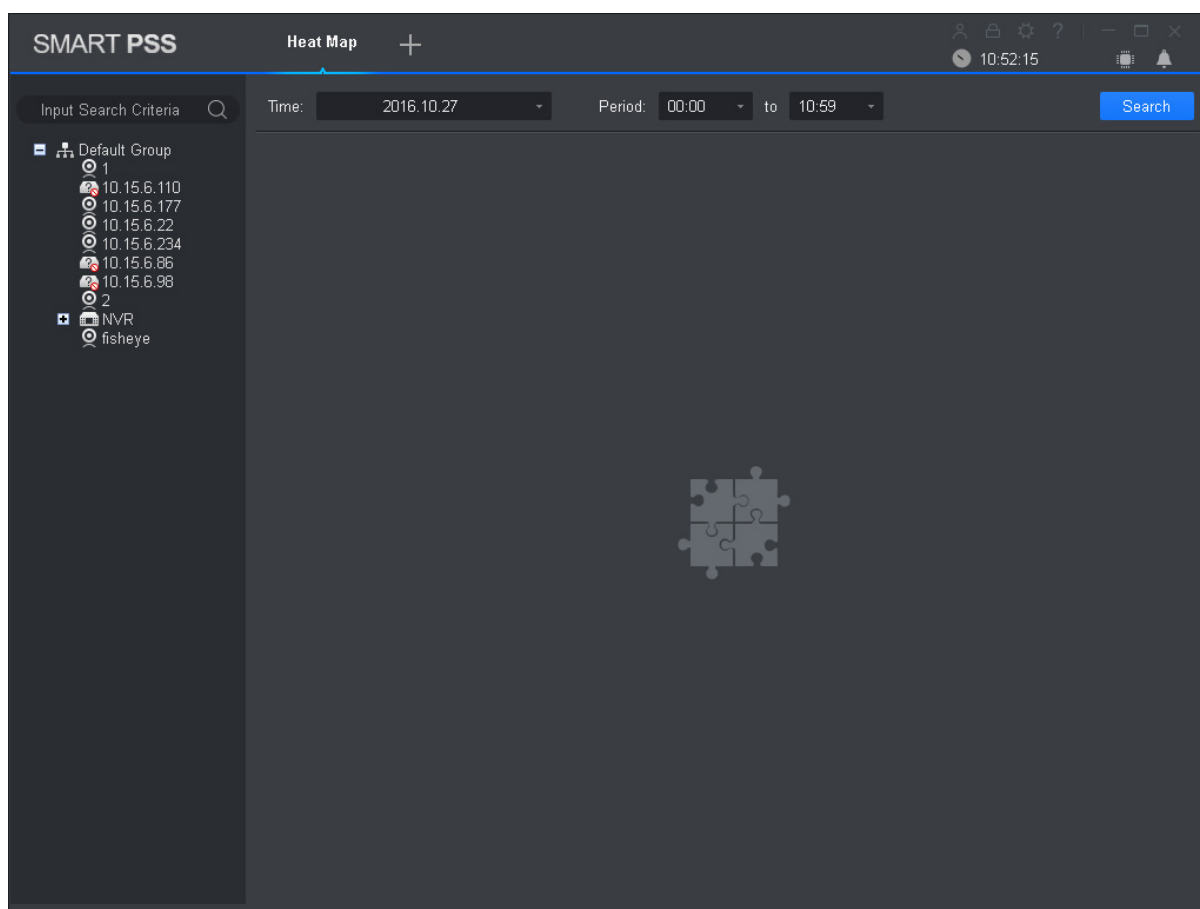 SMART PSS
Heat Map
10:52:15
Input Search Criteria
Time: 2016.10.27 Period: 00:00 to 10:59 Search
Default Group
1
10.15.6.110
10.15.6.177
10.15.6.22
10.15.6.234
10.15.6.86
10.15.6.98
2
NVR
fisheye